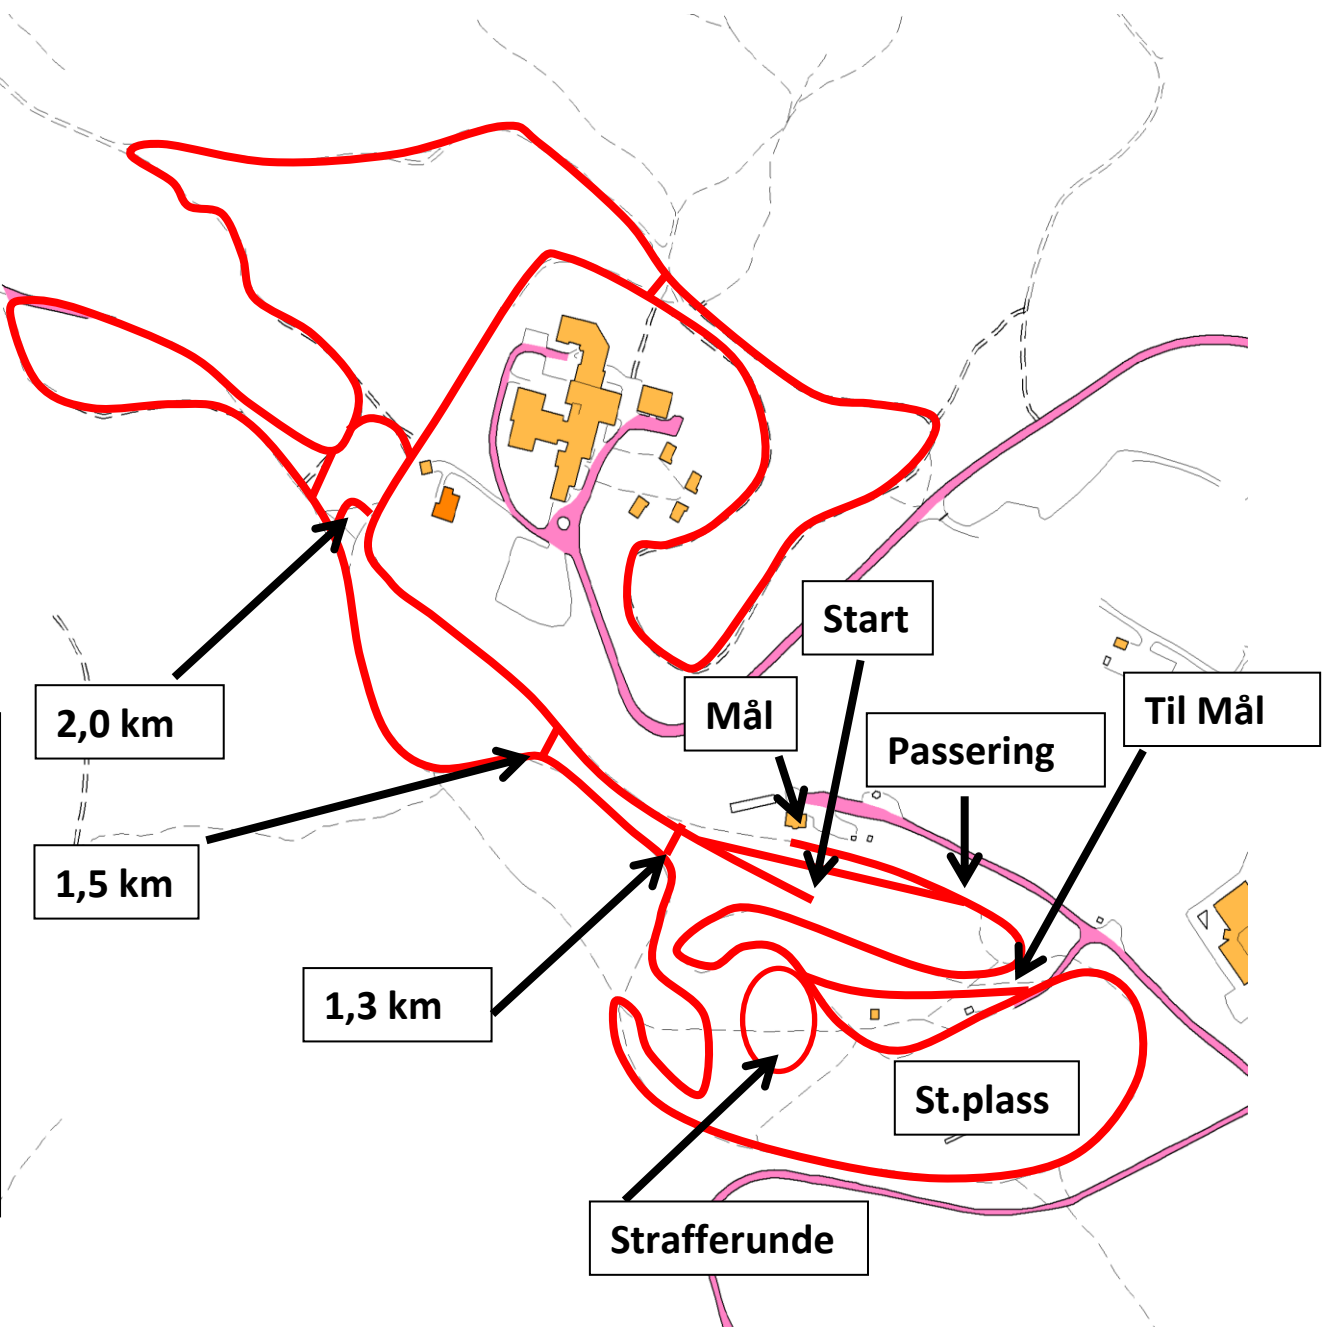 Start
Til Mål
Mål
2,0 km
Passering
1,5 km
1,3 km
St.plass
Strafferunde